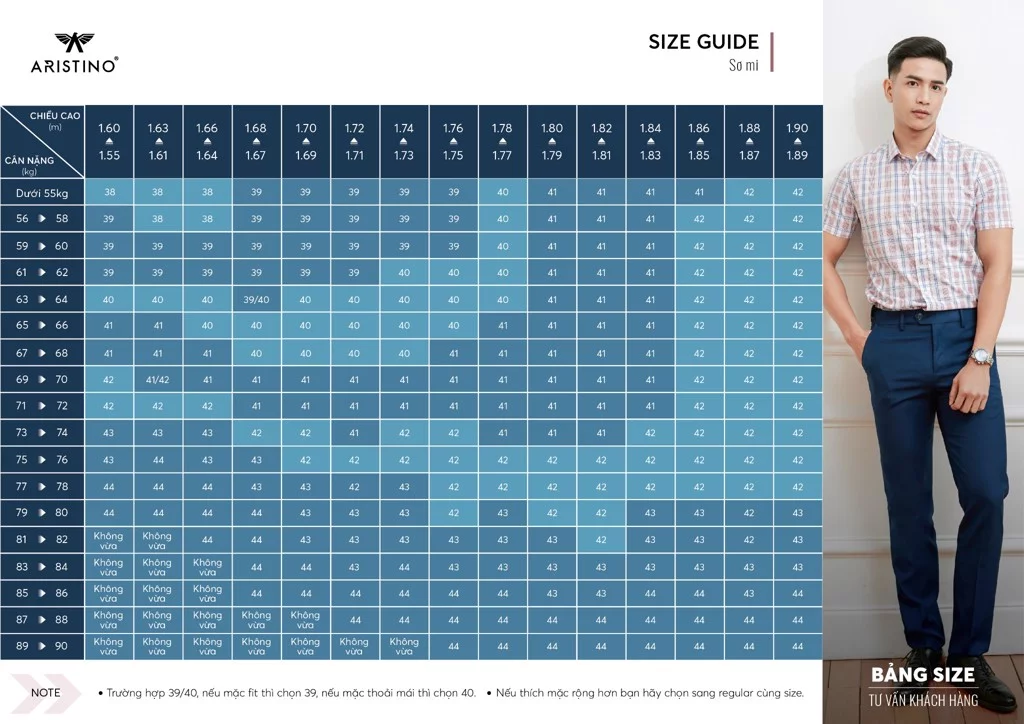 ARISTINO®
SIZE GUIDE
Sơ mi
CHIỀU CAO
(m)
CÂN NẶNG
(kg)
1.60 1.63 1.66 1.68 1.70 1.72 1.74 1.76 1.78 1.80 1.82 1.84 1.86 1.88 1.90
1.55 1.61 1.64 1.67 1.69 1.71 1.73 1.75 1.77 1.79 1.81 1.83 1.85 1.87 1.89
Dưới 55kg 38 38 38 39 39 39 39 39 40 41 41 41 41 42 42
56 58 39 38 38 39 39 39 39 39 40 41 41 41 42 42 42
59 60 39 39 39 39 39 39 39 39 40 41 41 41 42 42 42
61 62 39 39 39 39 39 39 40 40 40 41 41 41 42 42 42
63 64 40 40 40 39/40 40 40 40 40 40 41 41 41 42 42 42
65 66 41 41 40 40 40 40 40 40 41 41 41 41 42 42 42
67 68 41 41 41 40 40 40 40 41 41 41 41 41 42 42 42
69 70 42 41/42 41 41 41 41 41 41 41 41 41 41 42 42 42
71 72 42 42 42 41 41 41 41 41 41 41 41 41 42 42 42
73 74 43 43 43 42 42 41 42 42 41 41 41 42 42 42 42
75 76 43 44 43 43 42 42 42 42 42 42 42 42 42 42 42
77 78 44 44 44 43 43 42 43 42 42 42 42 42 42 42 42
79 80 44 44 44 44 43 43 43 42 43 42 42 43 43 42 43
81 82 Không vừa Không vừa 44 44 43 43 43 43 43 43 42 43 43 42 43
83 84 Không vừa Không vừa Không vừa 44 44 43 44 43 44 43 43 43 43 43 43
85 86 Không vừa Không vừa Không vừa 44 44 44 44 44 44 43 43 44 44 43 44
87 88 Không vừa Không vừa Không vừa Không vừa Không vừa 44 44 44 44 44 44 44 44 44 44
89 90 Không vừa Không vừa Không vừa Không vừa Không vừa Không vừa Không vừa 44 44 44 44 44 44 44 44
NOTE
• Trường hợp 39/40, nếu mặc fit thì chọn 39, nếu mặc thoải mái thì chọn 40. • Nếu thích mặc rộng hơn bạn hãy chọn sang regular cùng size.
BẢNG SIZE
TƯ VẤN KHÁCH HÀNG